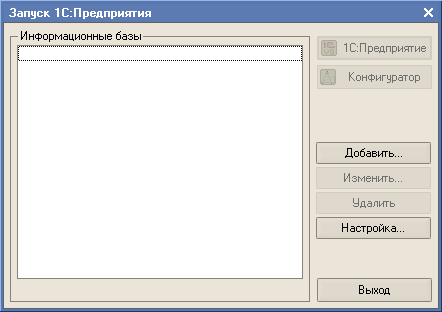 Запуск 1С:Предприятия
Информационные базы
1С:Предприятие
Конфигуратор
Добавить...
Изменить...
Удалить
Настройка...
Выход